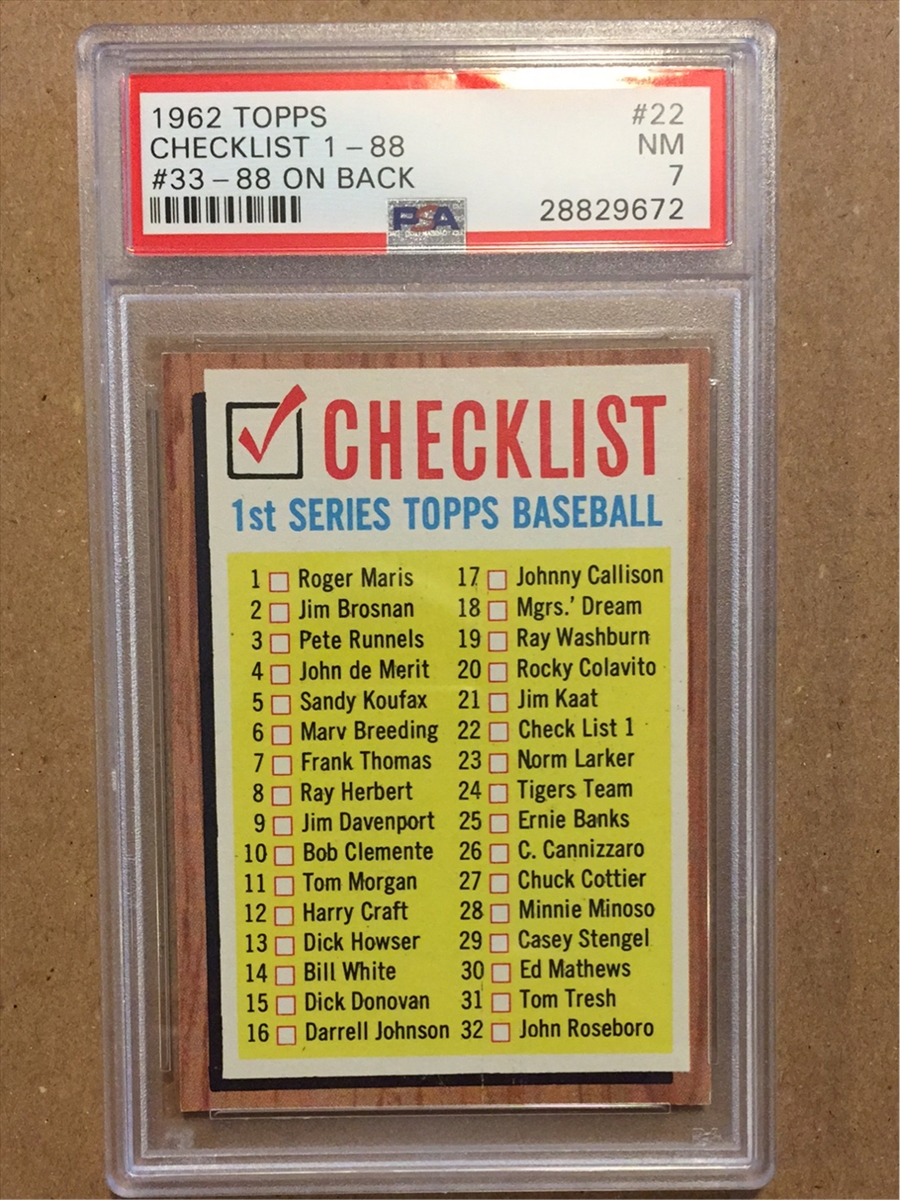 1962 TOPPS #22
CHECKLIST 1-88 NM
#33-88 ON BACK 7
28829672
PSA
CHECKLIST
1st SERIES TOPPS BASEBALL
1 Roger Maris
2 Jim Brosnan
3 Pete Runnels
4 John de Merit
5 Sandy Koufax
6 Marv Breeding
7 Frank Thomas
8 Ray Herbert
9 Jim Davenport
10 Bob Clemente
11 Tom Morgan
12 Harry Craft
13 Dick Howser
14 Bill White
15 Dick Donovan
16 Darrell Johnson
17 Johnny Callison
18 Mgrs.' Dream
19 Ray Washburn
20 Rocky Colavito
21 Jim Kaat
22 Check List 1
23 Norm Larker
24 Tigers Team
25 Ernie Banks
26 C. Cannizzaro
27 Chuck Cottier
28 Minnie Minoso
29 Casey Stengel
30 Ed Mathews
31 Tom Tresh
32 John Roseboro